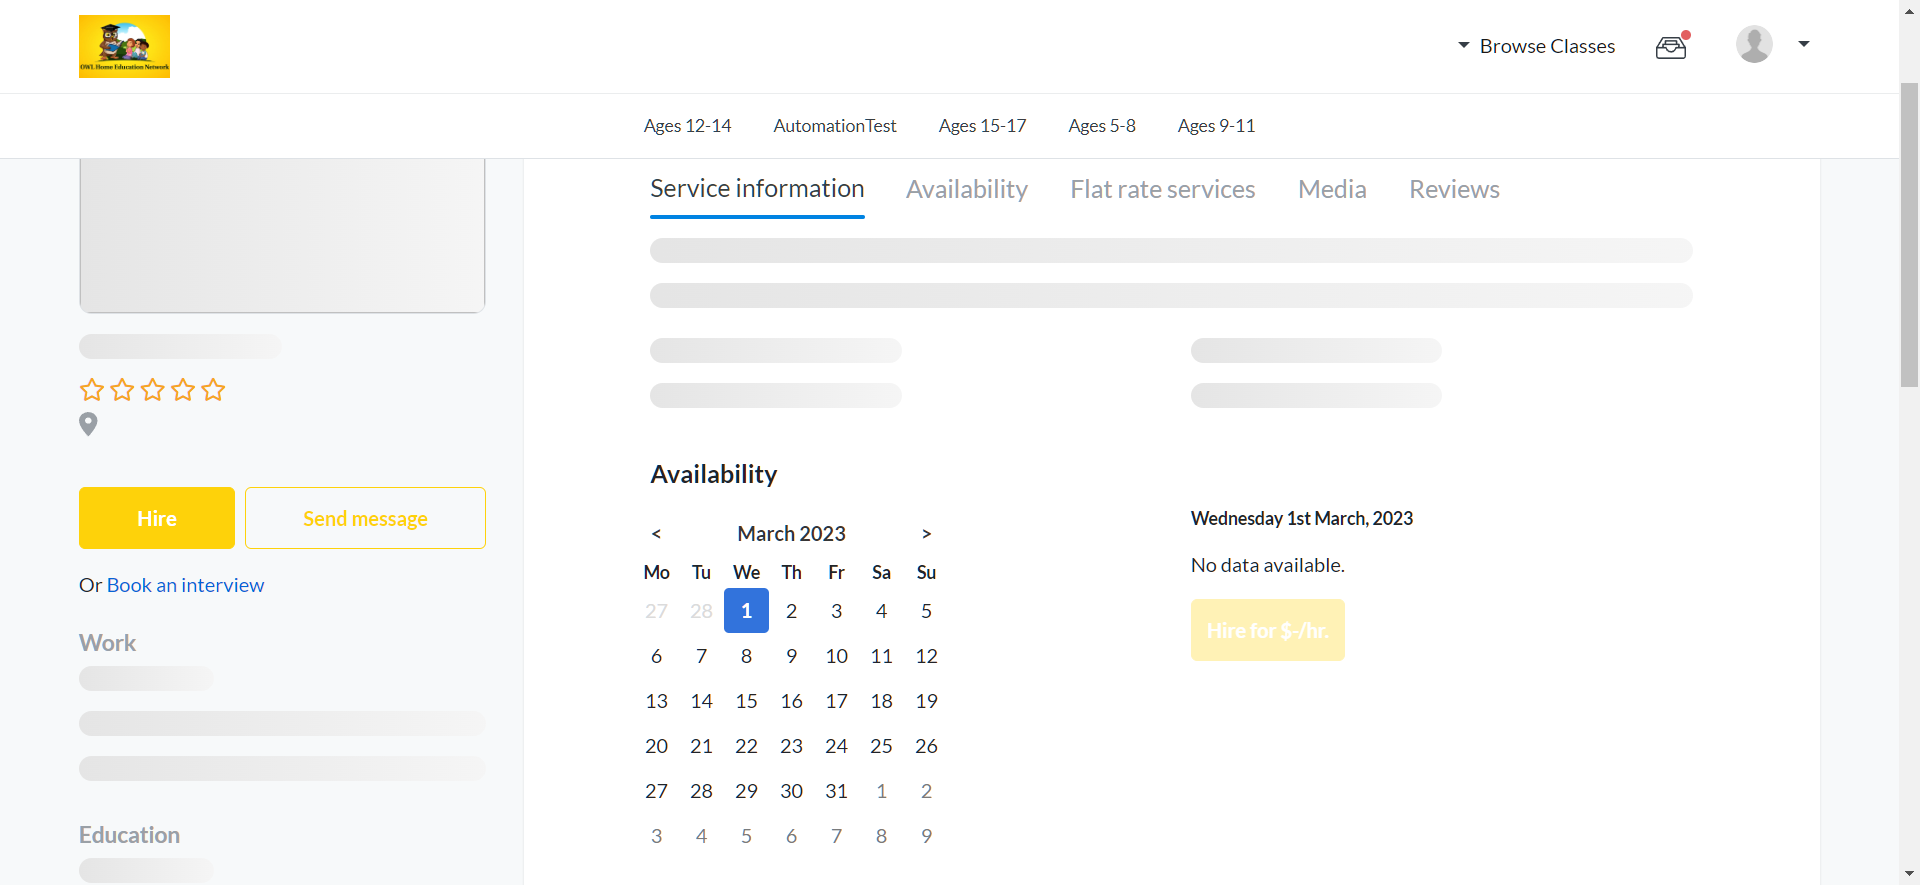 OWL Home Education Network
Browse Classes
Ages 12-14 AutomationTest Ages 15-17 Ages 5-8 Ages 9-11
Service information Availability Flat rate services Media Reviews
Hire Send message
Or Book an interview
Work
Education
Availability
< March 2023 >
Mo Tu We Th Fr Sa Su
27 28 1 2 3 4 5
6 7 8 9 10 11 12
13 14 15 16 17 18 19
20 21 22 23 24 25 26
27 28 29 30 31 1 2
3 4 5 6 7 8 9
Wednesday 1st March, 2023
No data available.
Hire for $-/hr.